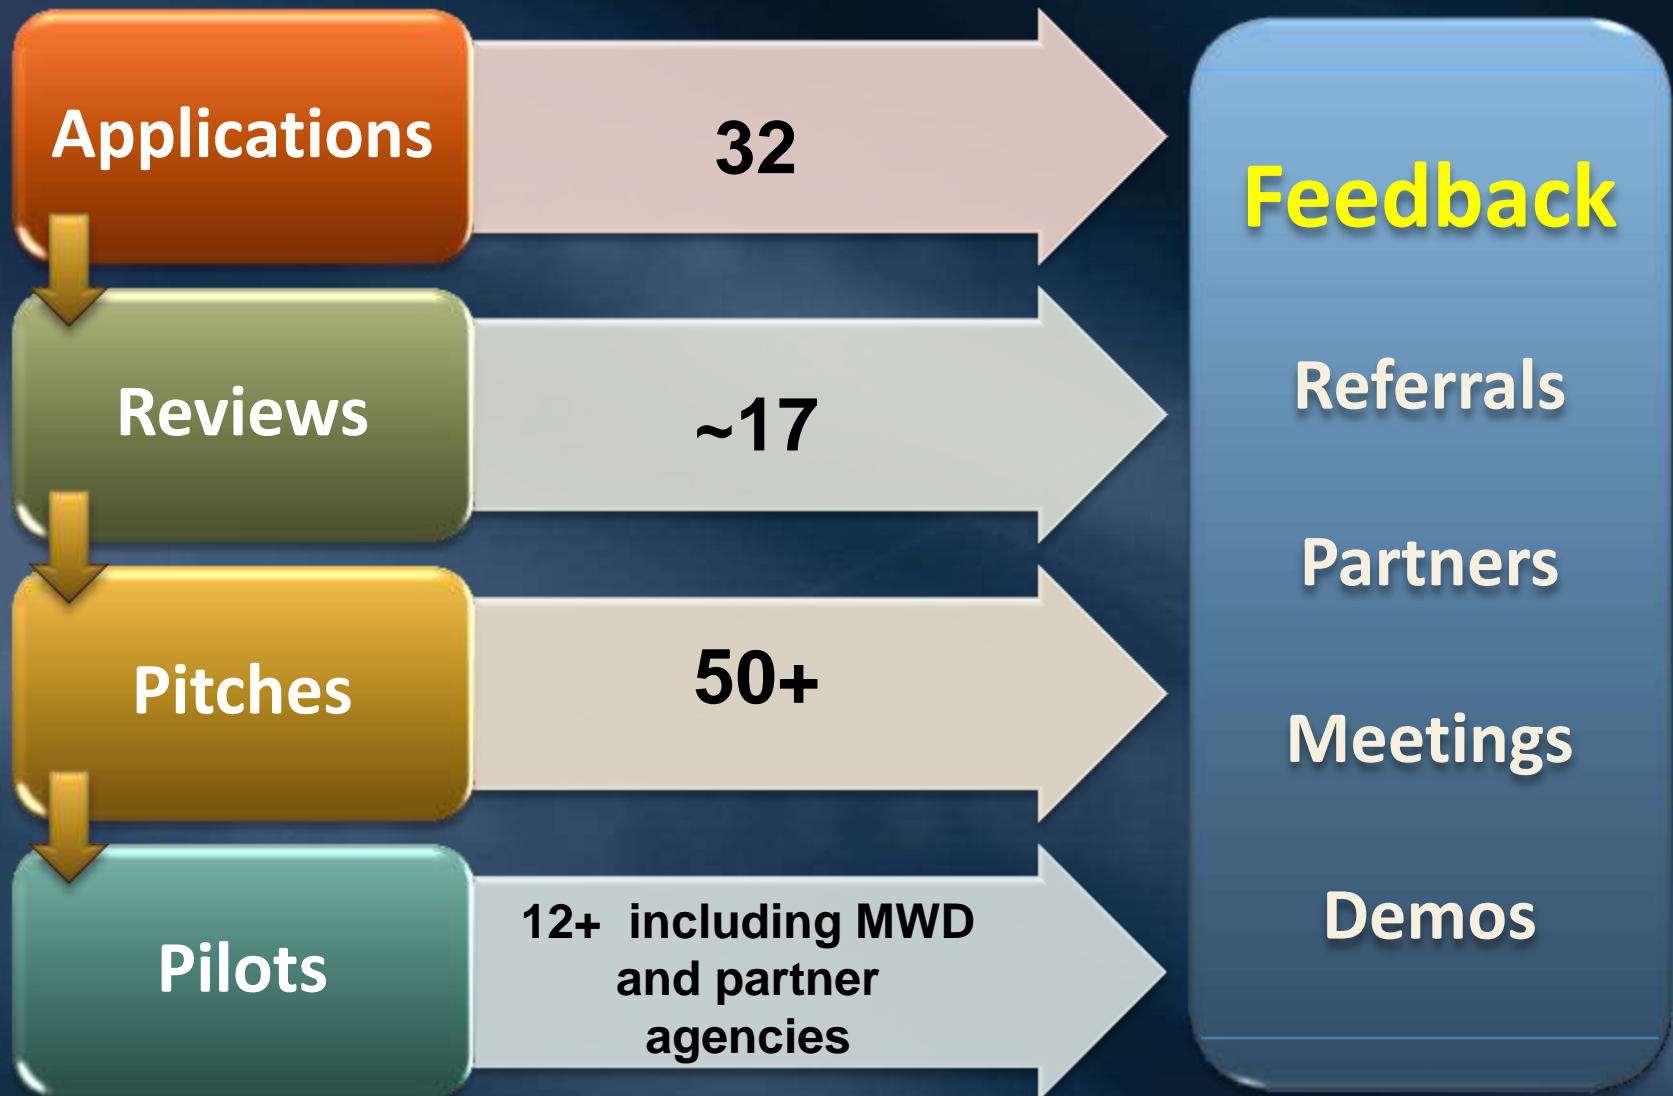 Applications
32
Reviews
~17
Pitches
50+
Pilots
12+ including MWD
and partner
agencies
Feedback
Referrals
Partners
Meetings
Demos